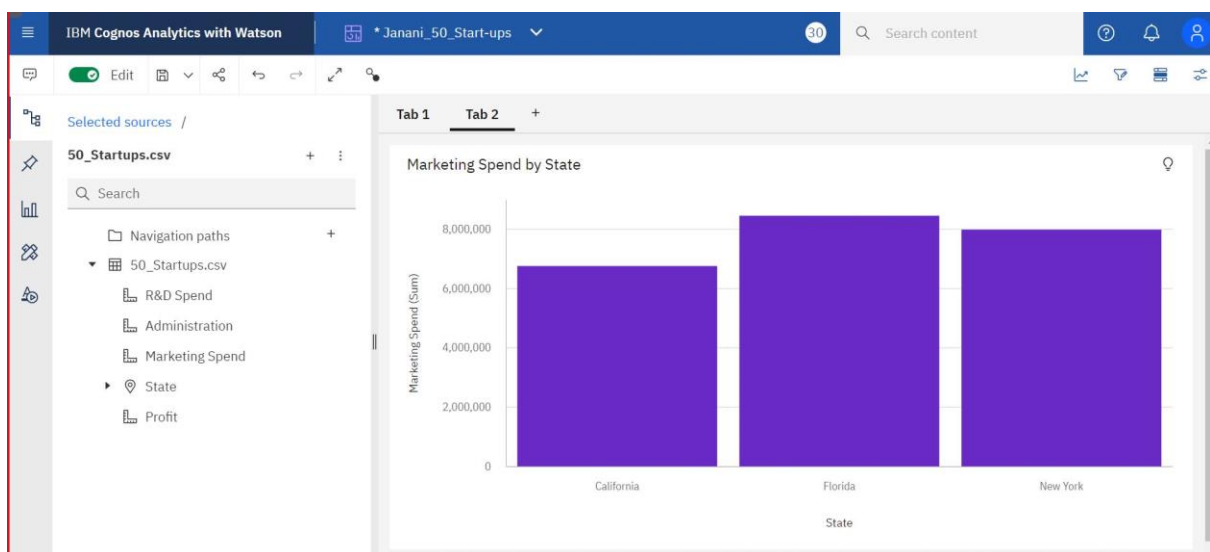 IBM Cognos Analytics with Watson
* Janani_50_Start-ups
30
Search content
Edit
Selected sources /
50_Startups.csv
Search
Navigation paths
50_Startups.csv
R&D Spend
Administration
Marketing Spend
State
Profit
Tab 1 Tab 2
Marketing Spend by State
Marketing Spend (Sum)
8,000,000
6,000,000
4,000,000
2,000,000
0
California Florida New York
State